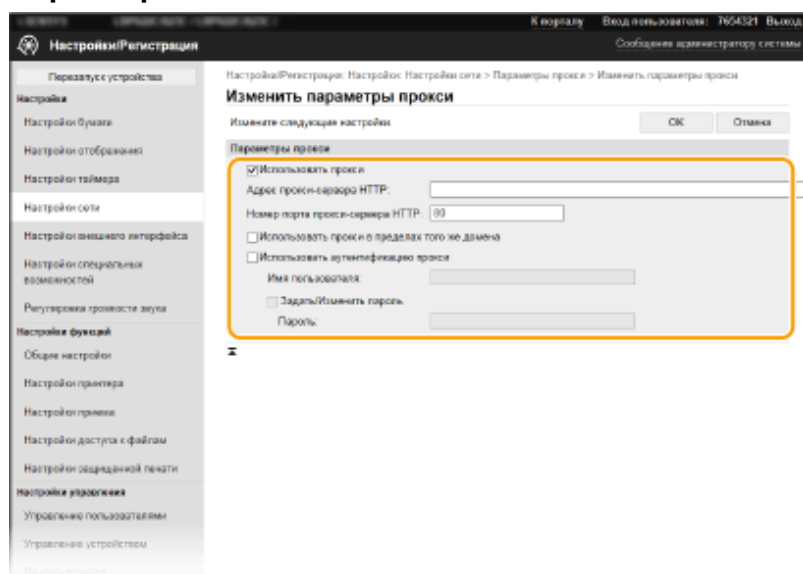 К порталу Вход пользователя: 7654321 Выход
Настройки/Регистрация
Сообщение администратору системы
Перезапуск устройства
Настройки
Настройки бумаги
Настройки отображения
Настройки таймера
Настройки сети
Настройки внешнего интерфейса
Настройки специальных
возможностей
Регулировка громкости звука
Настройки функций
Общие настройки
Настройки принтера
Настройки приема
Настройки доступа к файлам
Настройки защищенной печати
Настройки управления
Управление пользователями
Управление устройством
Настройка/Регистрация: Настройки: Настройки сети > Параметры прокси > Изменить параметры прокси
Изменить параметры прокси
Измените следующие настройки.
ОК Отмена
Параметры прокси
Использовать прокси
Адрес прокси-сервера HTTP:
Номер порта прокси-сервера HTTP: 80
Использовать прокси в пределах того же домена
Использовать аутентификацию прокси
Имя пользователя:
Задать/Изменить пароль
Пароль: